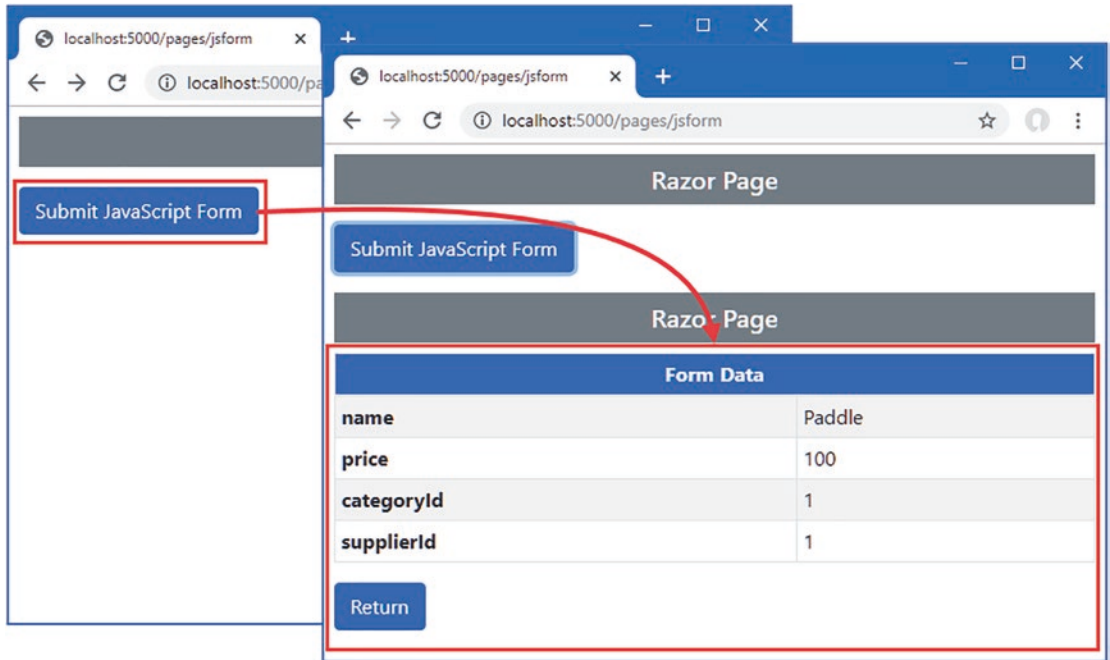 localhost:5000/pages/jsform
localhost:5000/pa
Submit JavaScript Form
localhost:5000/pages/jsform
localhost:5000/pages/jsform
Razor Page
Submit JavaScript Form
Razor Page
Form Data
name Paddle
price 100
categoryId 1
supplierId 1
Return